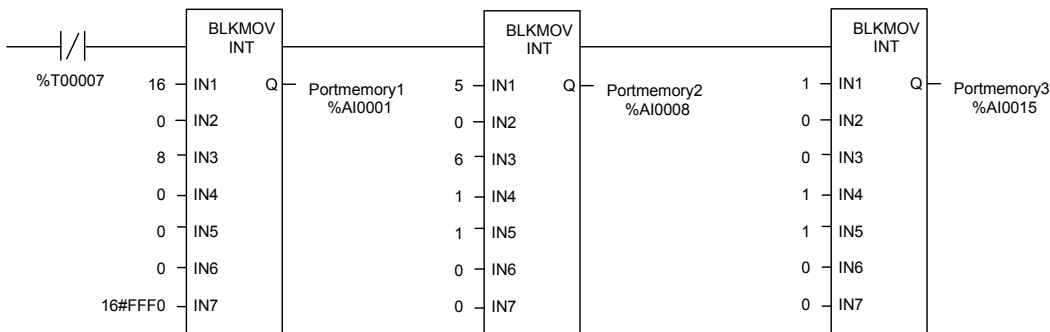 BLKMOV
INT
%T00007
16
IN1
Q
Portmemory1
%AI0001
0
IN2
8
IN3
0
IN4
0
IN5
0
IN6
16#FFF0
IN7
BLKMOV
INT
5
IN1
Q
Portmemory2
%AI0008
0
IN2
6
IN3
1
IN4
1
IN5
0
IN6
0
IN7
BLKMOV
INT
1
IN1
Q
Portmemory3
%AI0015
0
IN2
0
IN3
1
IN4
1
IN5
0
IN6
0
IN7